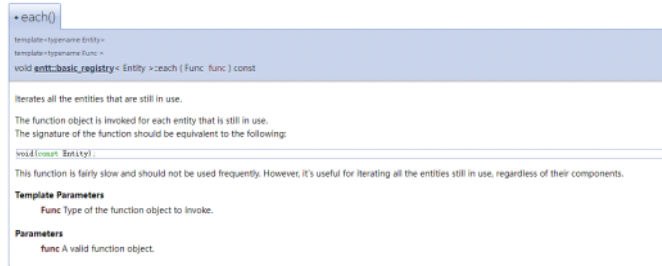 • each()
template<typename Entity>
template<typename Func >
void entt::basic_registry< Entity >::each ( Func func ) const
Iterates all the entities that are still in use.
The function object is invoked for each entity that is still in use.
The signature of the function should be equivalent to the following:
void(const Entity);
This function is fairly slow and should not be used frequently. However, it's useful for iterating all the entities still in use, regardless of their components.
Template Parameters
Func Type of the function object to invoke.
Parameters
func A valid function object.